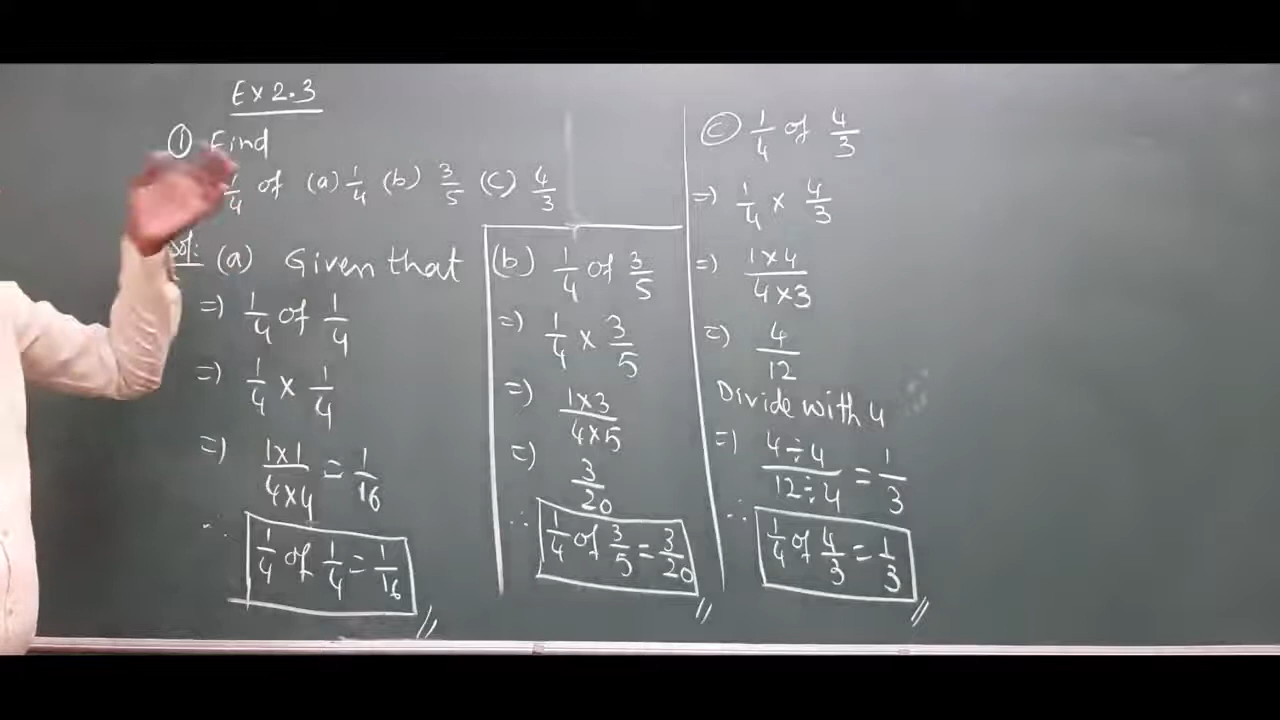 Ex 2.3
① Find
1/4 of (a) 1/4 (b) 3/5 (c) 4/3
Sol: (a) Given that
=) 1/4 of 1/4
=) 1/4 × 1/4
=) 1×1/4×4 = 1/16
∴ 1/4 of 1/4 = 1/16 //
(b) 1/4 of 3/5
=) 1/4 × 3/5
=) 1×3/4×5
=) 3/20
∴ 1/4 of 3/5 = 3/20 //
ⓒ 1/4 of 4/3
=) 1/4 × 4/3
=) 1×4/4×3
=) 4/12
Divide with 4
=) 4÷4/12÷4 = 1/3
∴ 1/4 of 4/3 = 1/3 //